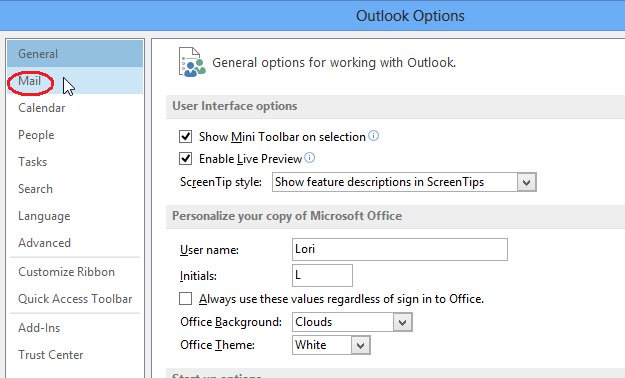 Outlook Options
General
Mail
Calendar
People
Tasks
Search
Language
Advanced
Customize Ribbon
Quick Access Toolbar
Add-Ins
Trust Center
General options for working with Outlook.
User Interface options
Show Mini Toolbar on selection
Enable Live Preview
ScreenTip style: Show feature descriptions in ScreenTips
Personalize your copy of Microsoft Office
User name: Lori
Initials: L
Always use these values regardless of sign in to Office.
Office Background: Clouds
Office Theme: White
Start up options